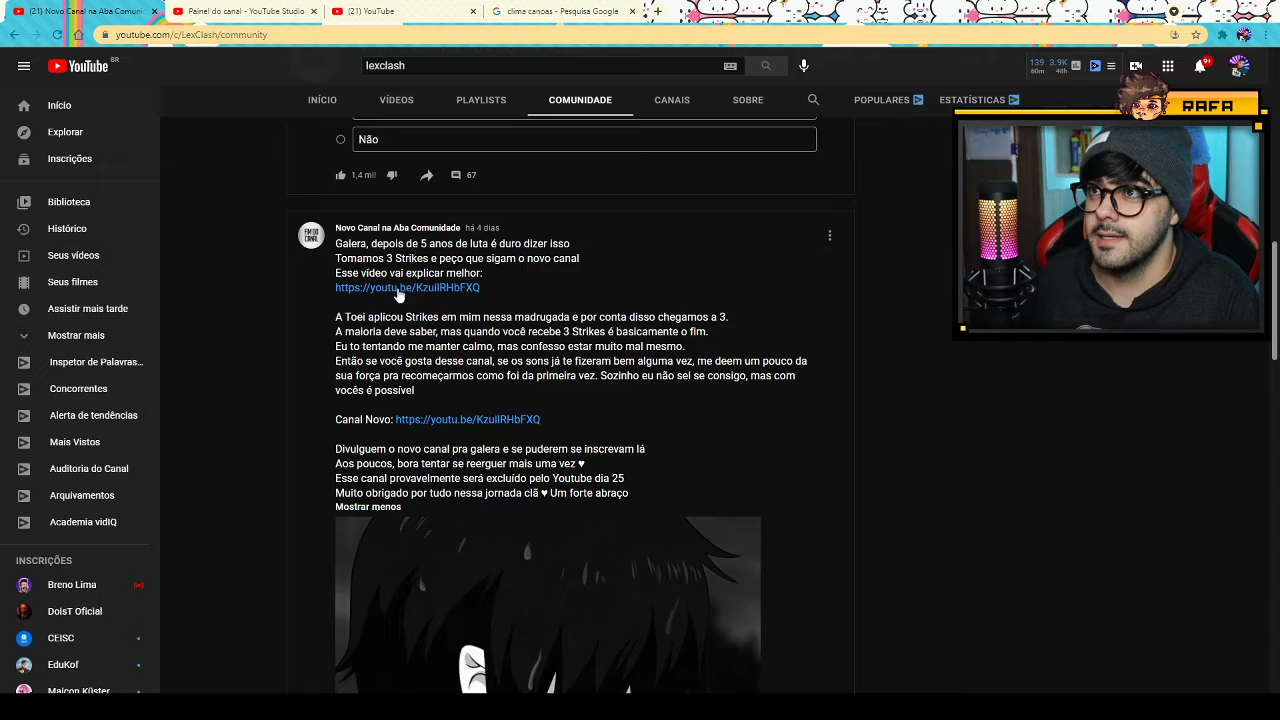 (21) Novo Canal na Aba Comuni
Painel do canal - YouTube Studio
(21) YouTube
clima canoas - Pesquisa Google
youtube.com/c/LexClash/community
YouTube BR
lexclash
139
60m
3.9K
48h
9+
INÍCIO
VÍDEOS
PLAYLISTS
COMUNIDADE
CANAIS
SOBRE
POPULARES
ESTATÍSTICAS
RAFA
Início
Explorar
Inscrições
Biblioteca
Histórico
Seus vídeos
Seus filmes
Assistir mais tarde
Mostrar mais
Inspetor de Palavras...
Concorrentes
Alerta de tendências
Mais Vistos
Auditoria do Canal
Arquivamentos
Academia vidIQ
INSCRIÇÕES
Breno Lima
DoisT Oficial
CEISC
EduKof
Maicon Küster
Não
1,4 mil
67
FIM DO
CANAL
Novo Canal na Aba Comunidade há 4 dias
Galera, depois de 5 anos de luta é duro dizer isso
Tomamos 3 Strikes e peço que sigam o novo canal
Esse vídeo vai explicar melhor:
https://youtu.be/KzuilRHbFXQ
A Toei aplicou Strikes em mim nessa madrugada e por conta disso chegamos a 3.
A maioria deve saber, mas quando você recebe 3 Strikes é basicamente o fim.
Eu to tentando me manter calmo, mas confesso estar muito mal mesmo.
Então se você gosta desse canal, se os sons já te fizeram bem alguma vez, me deem um pouco da
sua força pra recomeçarmos como foi da primeira vez. Sozinho eu não sei se consigo, mas com
vocês é possível
Canal Novo: https://youtu.be/KzuilRHbFXQ
Divulguem o novo canal pra galera e se puderem se inscrevam lá
Aos poucos, bora tentar se reerguer mais uma vez ♥
Esse canal provavelmente será excluído pelo Youtube dia 25
Muito obrigado por tudo nessa jornada clã ♥ Um forte abraço
Mostrar menos